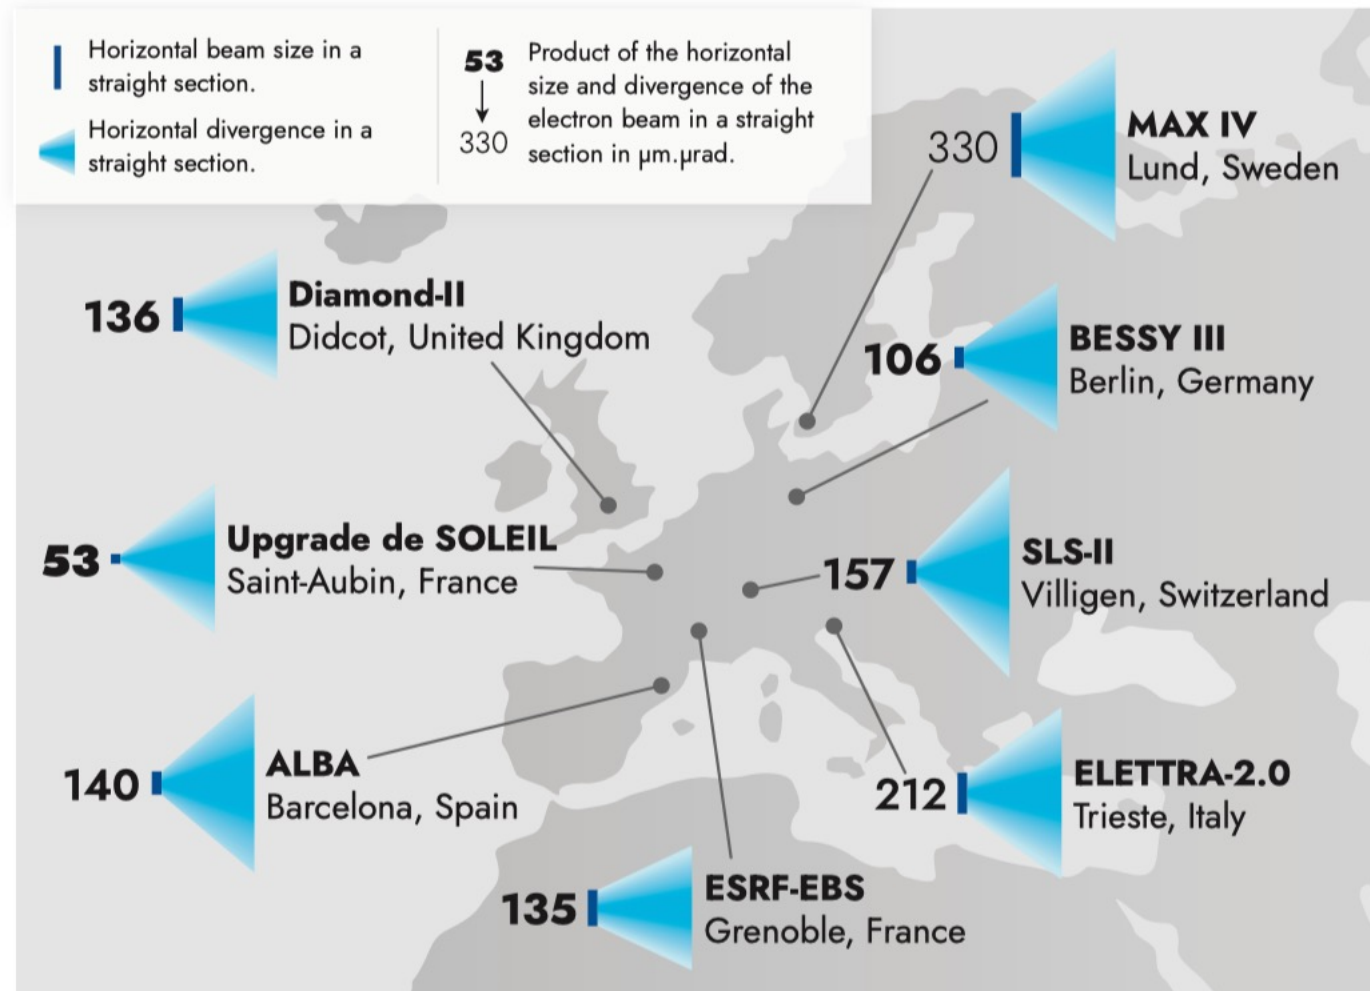 Horizontal beam size in a
straight section.
Horizontal divergence in a
straight section.
53
330
Product of the horizontal
size and divergence of the
electron beam in a straight
section in µm.µrad.
330
MAX IV
Lund, Sweden
136
Diamond-II
Didcot, United Kingdom
106
BESSY III
Berlin, Germany
53
Upgrade de SOLEIL
Saint-Aubin, France
157
SLS-II
Villigen, Switzerland
140
ALBA
Barcelona, Spain
212
ELETTRA-2.0
Trieste, Italy
135
ESRF-EBS
Grenoble, France